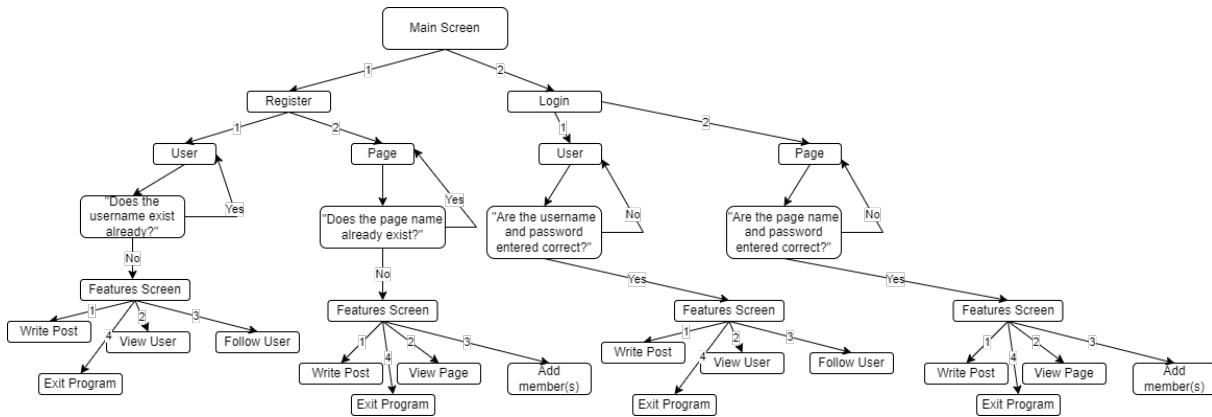 Main Screen
1
2
Register
Login
1
2
1
2
User
Page
User
Page
"Does the
username exist
already?"
Yes
"Does the page name
already exist?"
Yes
"Are the username
and password
entered correct?"
No
"Are the page name
and password
entered correct?"
No
No
No
Yes
Yes
Features Screen
Features Screen
Features Screen
Features Screen
1
4
2
3
1
4
2
3
1
4
2
3
1
4
2
3
Write Post
View User
Follow User
Exit Program
Write Post
View Page
Add
member(s)
Exit Program
Write Post
View User
Follow User
Exit Program
Write Post
View Page
Add
member(s)
Exit Program